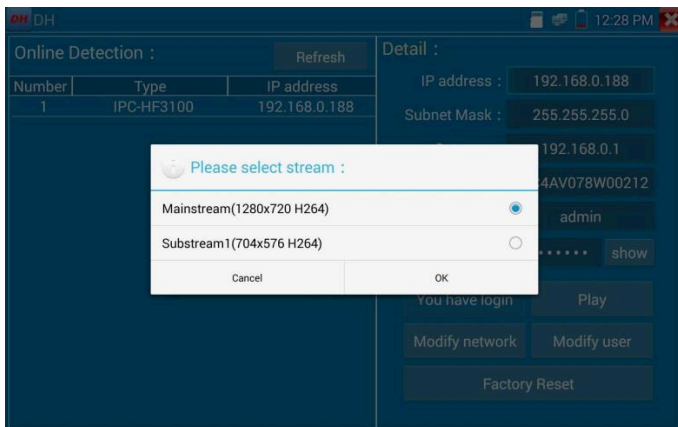 DH DH 12:28 PM
Online Detection : Refresh
Number Type IP address
1 IPC-HF3100 192.168.0.188
Detail :
IP address : 192.168.0.188
Subnet Mask : 255.255.255.0
192.168.0.1
4AV078W00212
admin
show
You have login Play
Modify network Modify user
Factory Reset
Please select stream :
Mainstream(1280x720 H264)
Substream1(704x576 H264)
Cancel OK